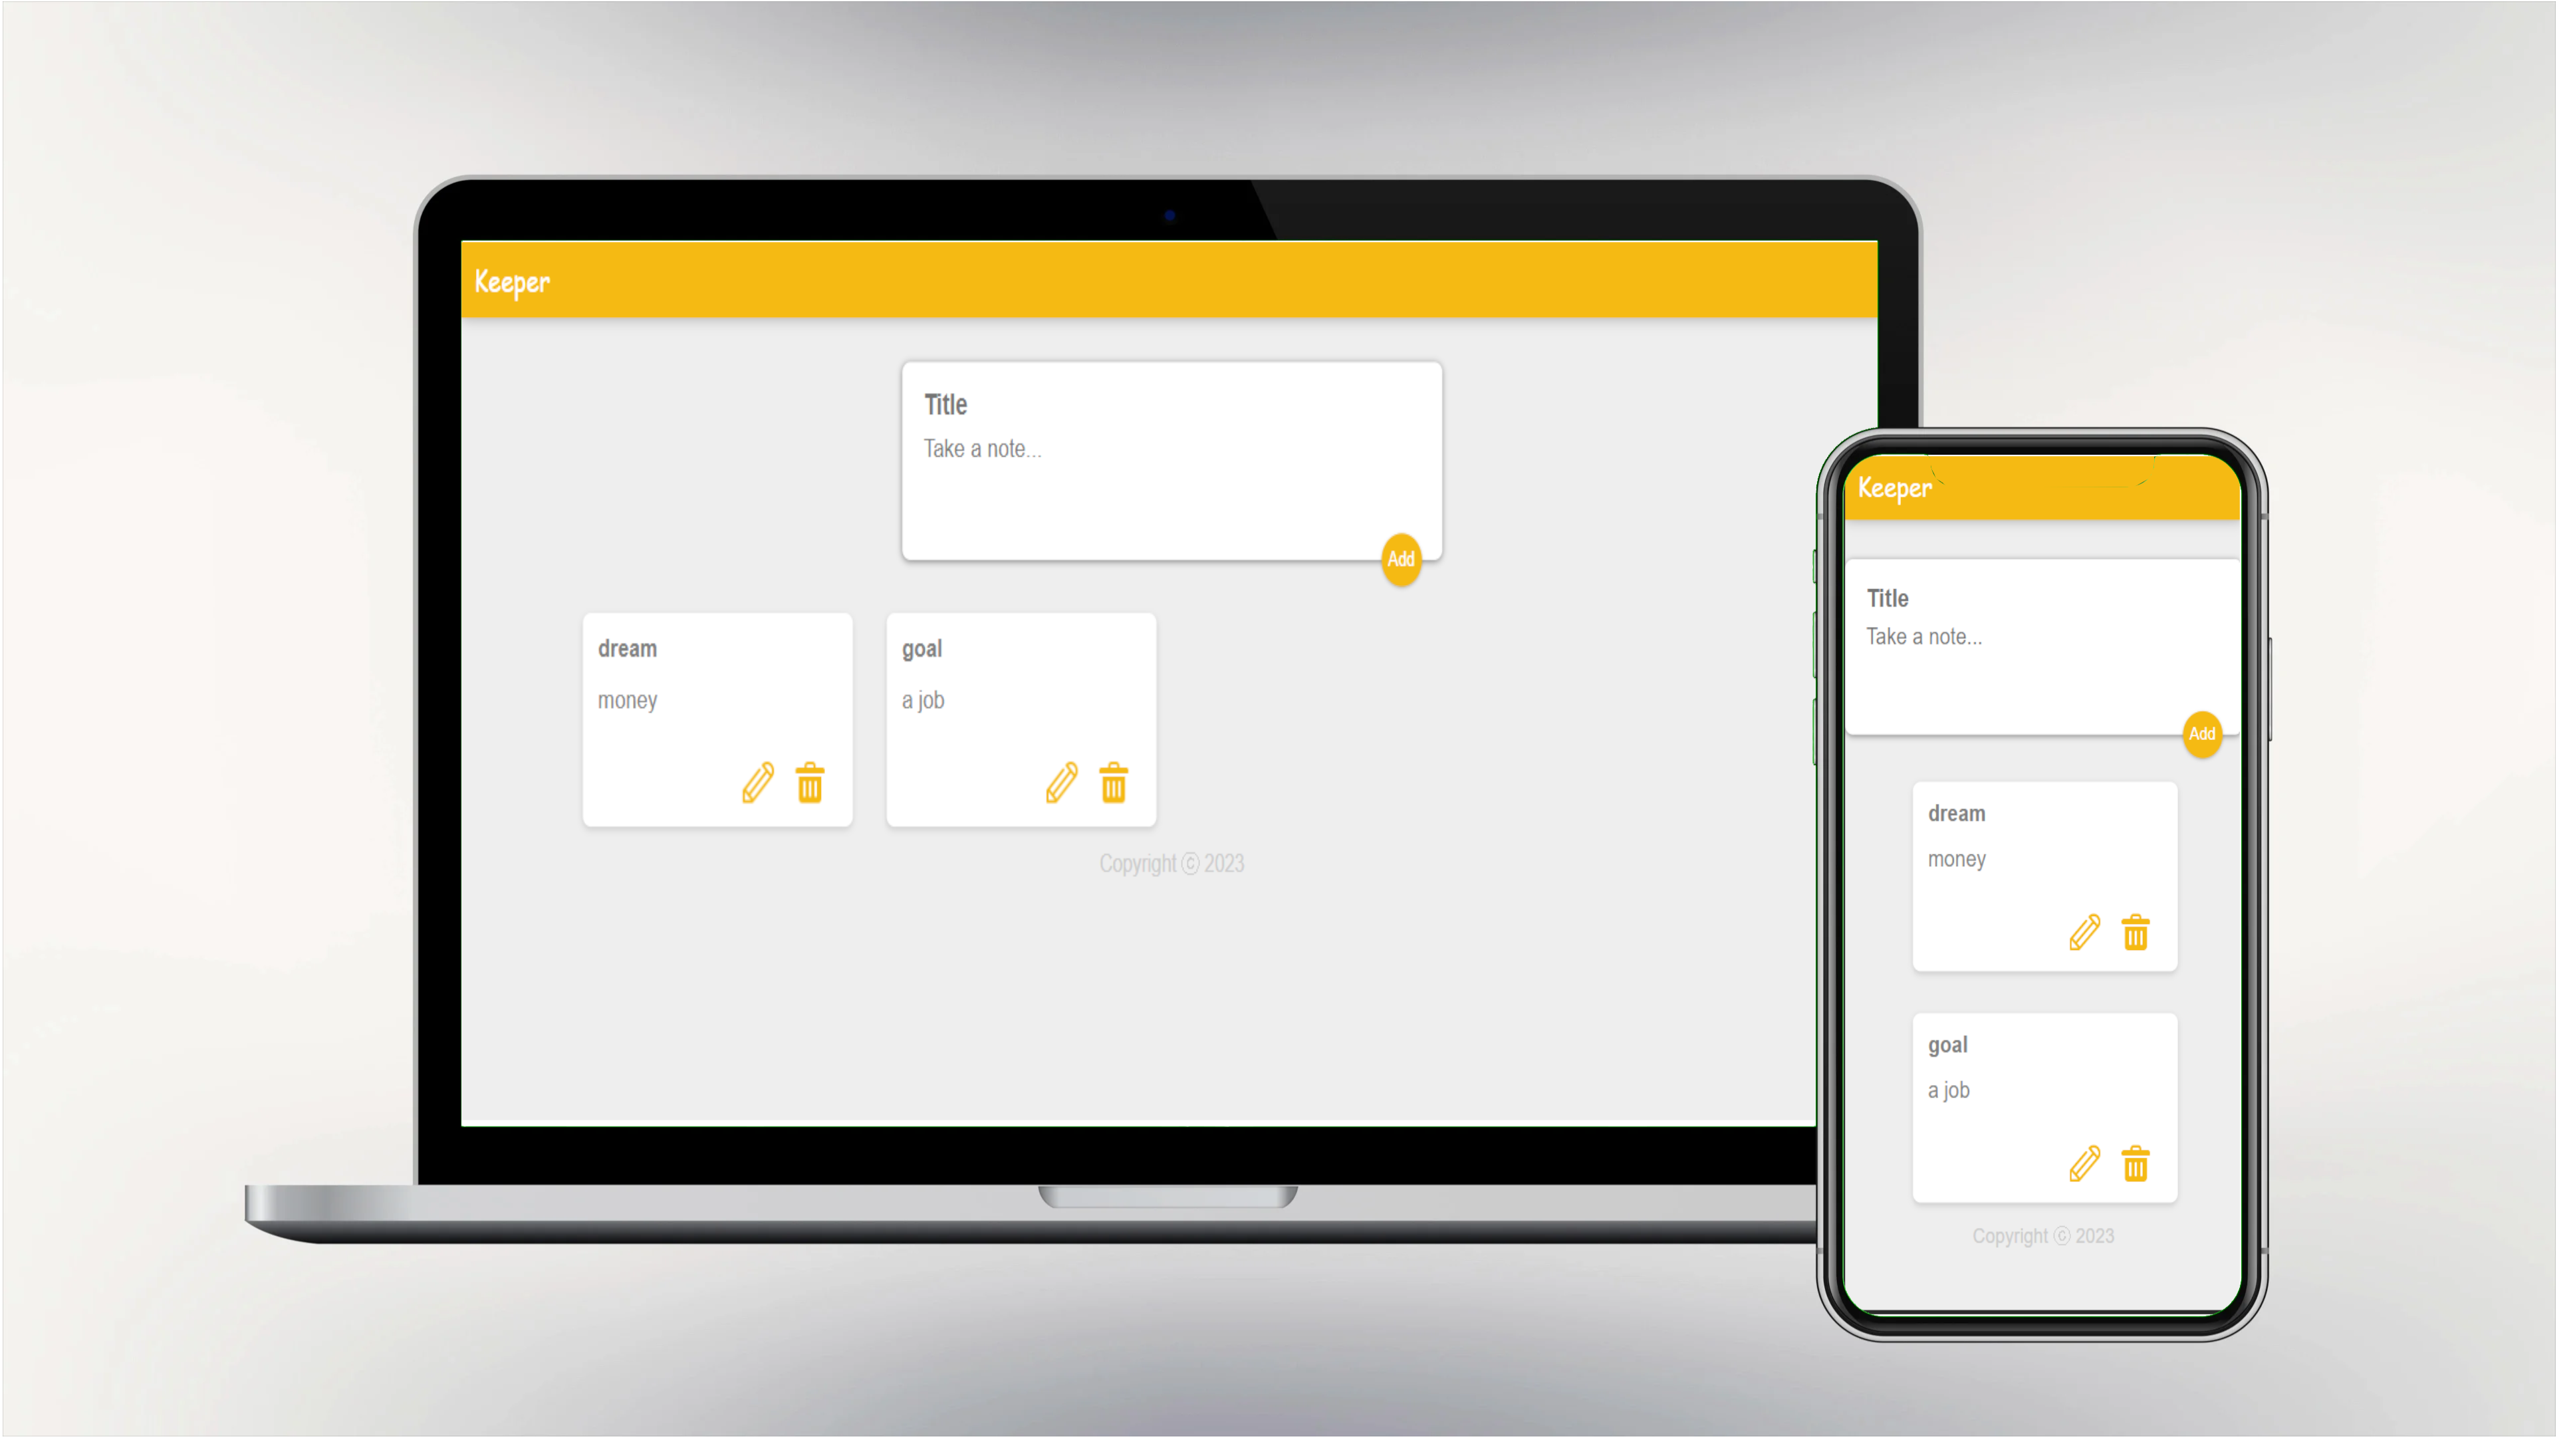 Keeper
Title
Take a note...
Add
dream
money
goal
a job
Copyright ⓒ 2023
Keeper
Title
Take a note...
Add
dream
money
goal
a job
Copyright ⓒ 2023